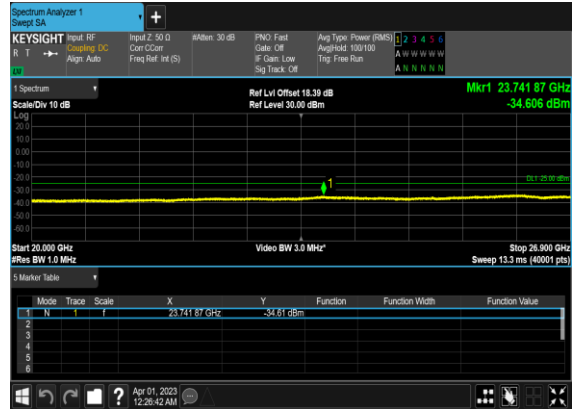 Spectrum Analyzer 1
Swept SA
+
KEYSIGHT Input: RF Input Z: 50 Ω #Atten: 30 dB PNO: Fast Avg Type: Power (RMS) 1 2 3 4 5 6
R T Coupling: DC Corr CCorr Gate: Off Avg|Hold: 100/100 A W W W W W
Align: Auto Freq Ref: Int (S) IF Gain: Low Trig: Free Run
Sig Track: Off A N N N N N
1 Spectrum Ref Lvl Offset 18.39 dB Mkr1 23.741 87 GHz
Scale/Div 10 dB Ref Level 30.00 dBm -34.606 dBm
Log
20.0
10.0
0.00
-10.0
-20.0 1 DL1 -25.00 dBm
-30.0
-40.0
-50.0
-60.0
Start 20.000 GHz Video BW 3.0 MHz* Stop 26.900 GHz
#Res BW 1.0 MHz Sweep 13.3 ms (40001 pts)
5 Marker Table
Mode Trace Scale X Y Function Function Width Function Value
1 N 1 f 23.741 87 GHz -34.61 dBm
2
3
4
5
6
? Apr 01, 2023
12:26:42 AM